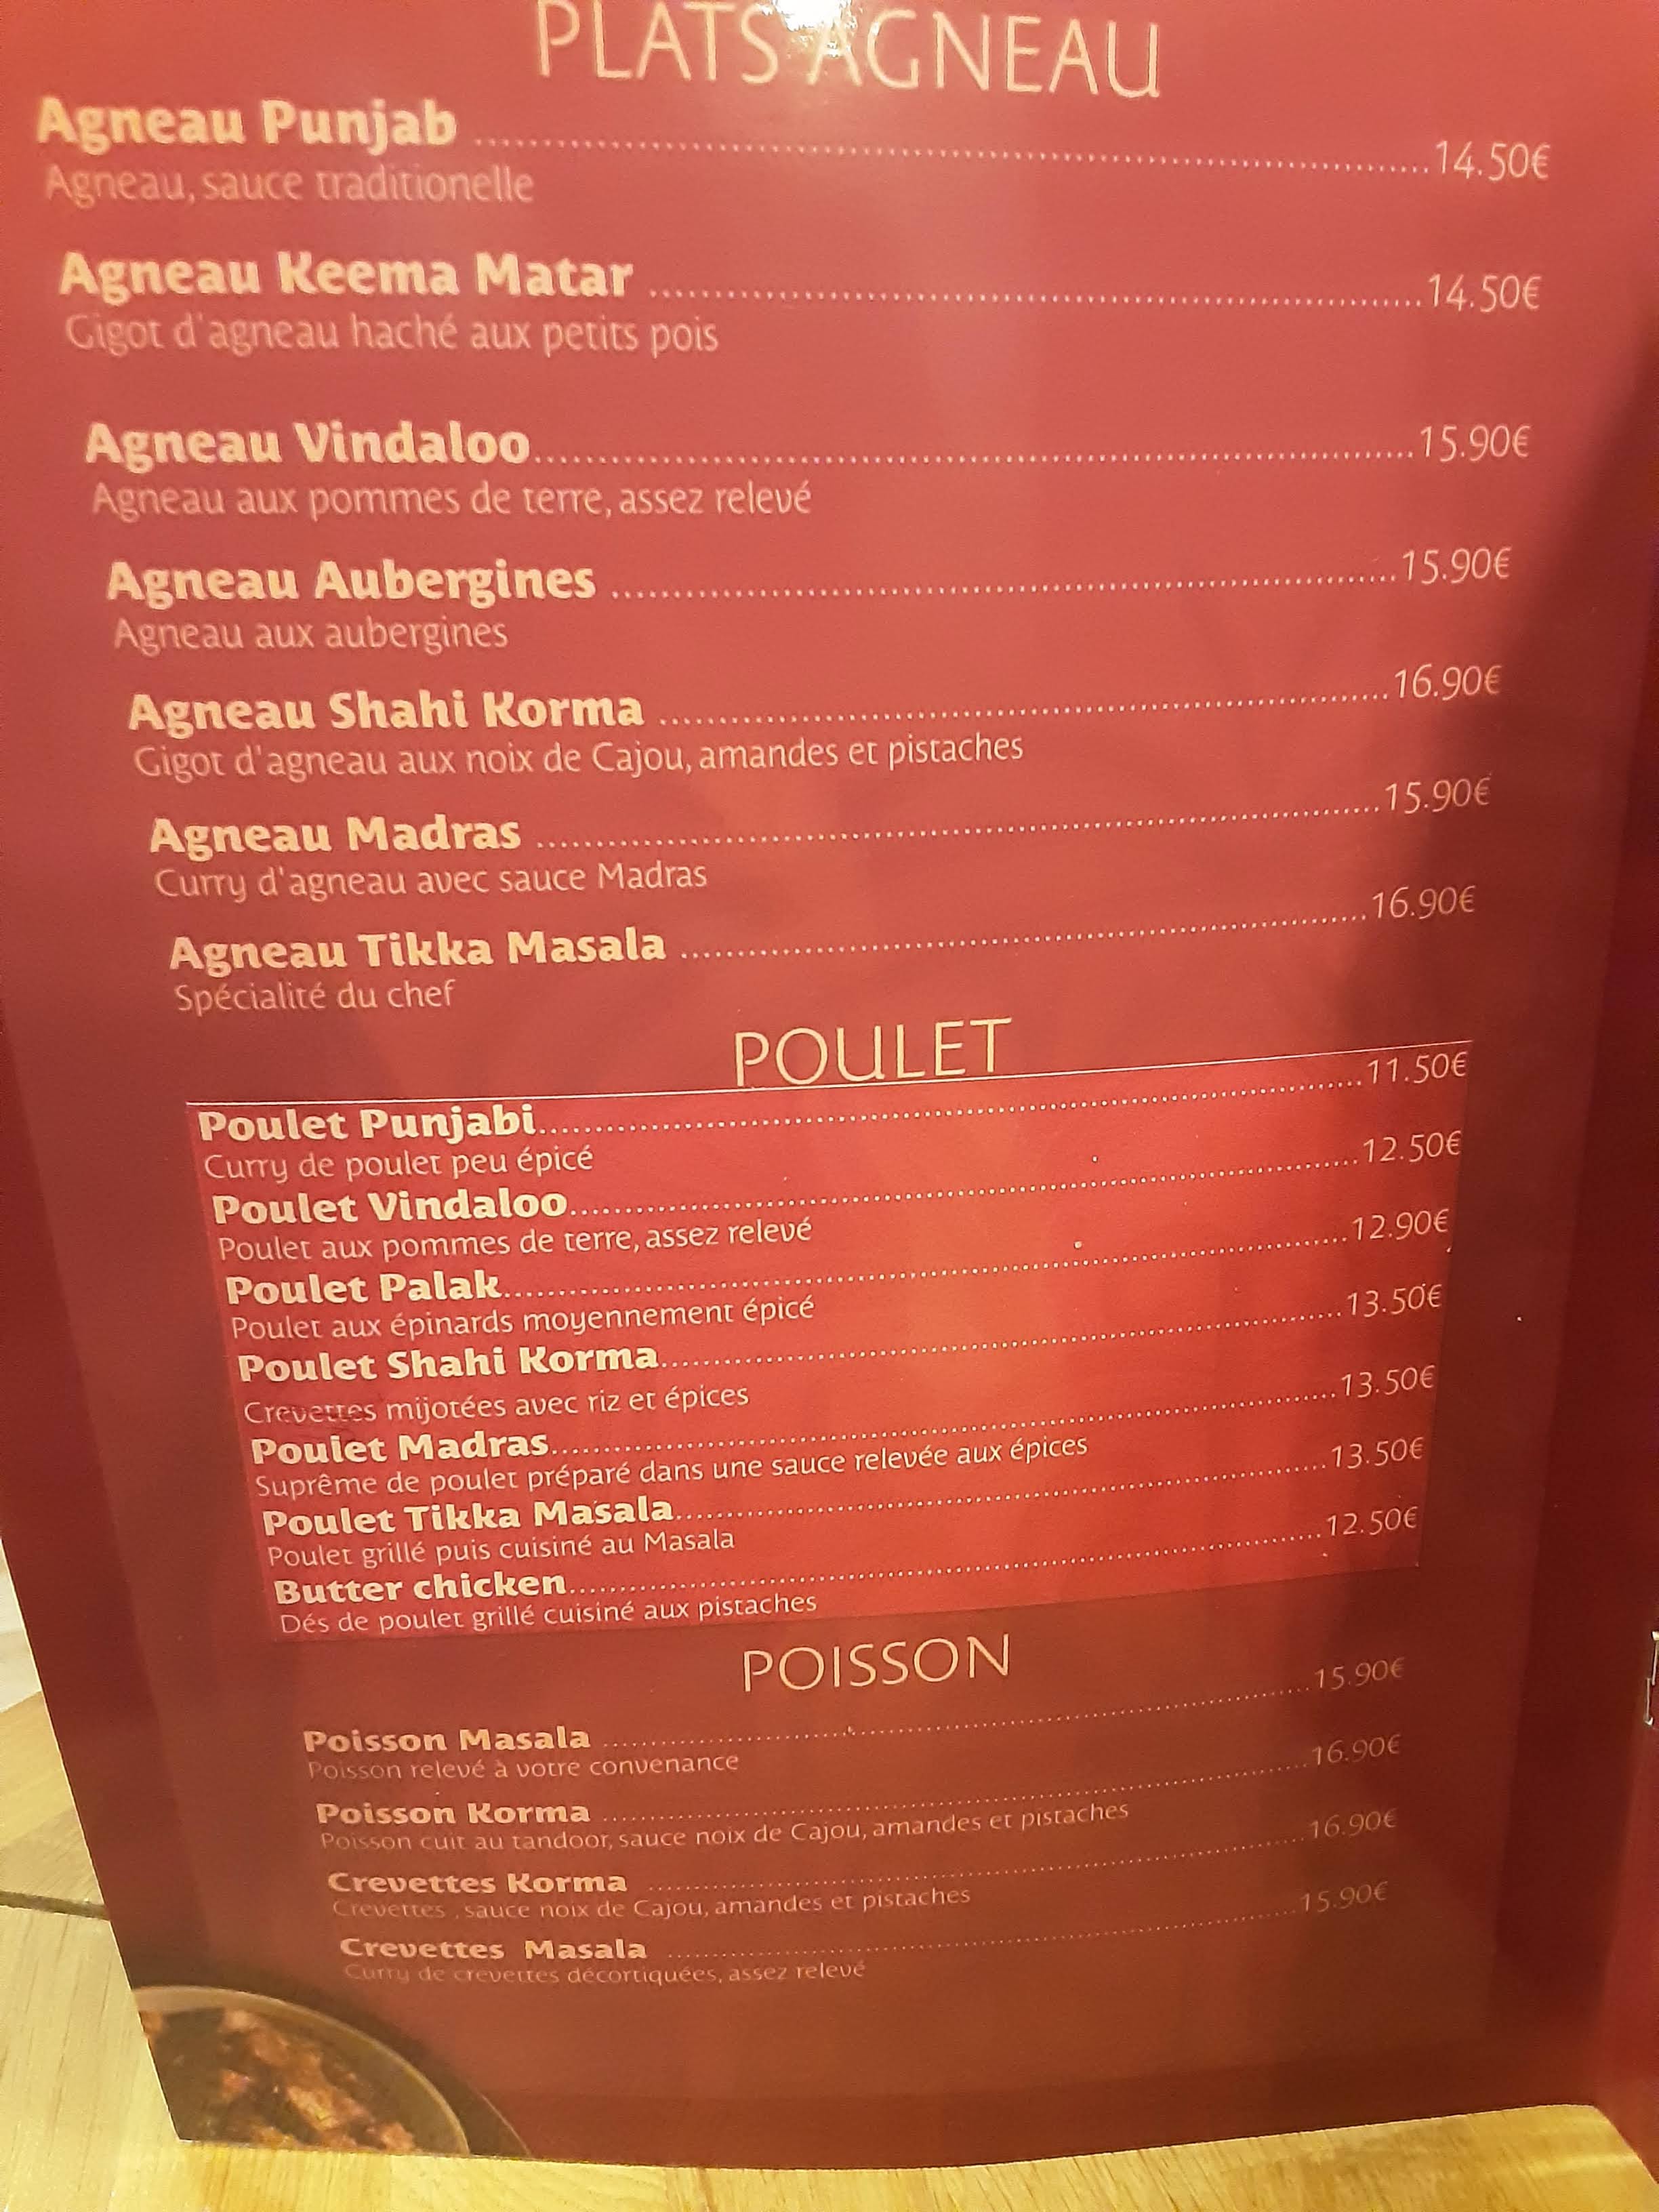 PLATS AGNEAU
Agneau Punjab ........ 14.50€
Agneau, sauce traditionelle
Agneau Keema Matar ........ 14.50€
Gigot d'agneau haché aux petits pois
Agneau Vindaloo ........ 15.90€
Agneau aux pommes de terre, assez relevé
Agneau Aubergines ........ 15.90€
Agneau aux aubergines
Agneau Shahi Korma ........ 16.90€
Gigot d'agneau aux noix de Cajou, amandes et pistaches
Agneau Madras ........ 15.90€
Curry d'agneau avec sauce Madras
Agneau Tikka Masala ........ 16.90€
Spécialité du chef
POULET
Poulet Punjabi ........ 11.50€
Curry de poulet peu épicé
Poulet Vindaloo ........ 12.50€
Poulet aux pommes de terre, assez relevé
Poulet Palak ........ 12.90€
Poulet aux épinards moyennement épicé
Poulet Shahi Korma ........ 13.50€
Crevettes mijotées avec riz et épices
Poulet Madras ........ 13.50€
Suprême de poulet préparé dans une sauce relevée aux épices
Poulet Tikka Masala ........ 13.50€
Poulet grillé puis cuisiné au Masala
Butter chicken ........ 12.50€
Dés de poulet grillé cuisiné aux pistaches
POISSON
Poisson Masala ........ 15.90€
Poisson relevé à votre convenance
Poisson Korma ........ 16.90€
Poisson cuit au tandoor, sauce noix de Cajou, amandes et pistaches
Crevettes Korma ........ 16.90€
Crevettes , sauce noix de Cajou, amandes et pistaches
Crevettes Masala ........ 15.90€
Curry de crevettes décortiquées, assez relevé